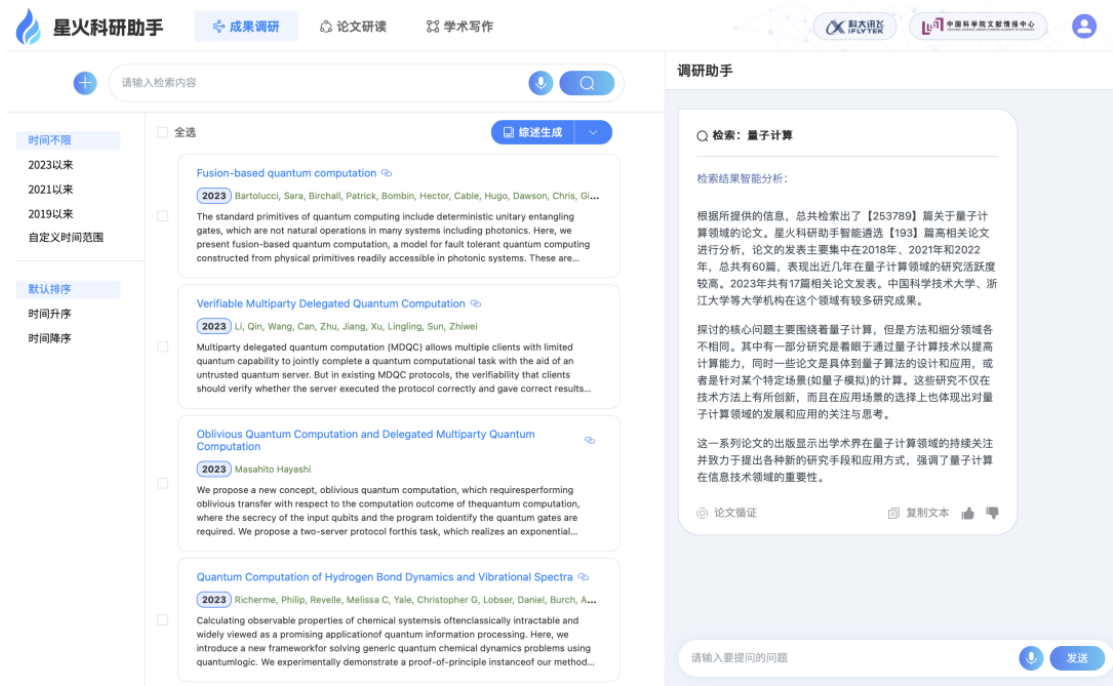 星火科研助手
成果调研
论文研读
学术写作
科大讯飞
iFLYTEK
中国科学院文献情报中心
请输入检索内容
时间不限
2023以来
2021以来
2019以来
自定义时间范围
默认排序
时间升序
时间降序
全选
综述生成
Fusion-based quantum computation
2023 Bartolucci, Sara, Birchall, Patrick, Bombin, Hector, Cable, Hugo, Dawson, Chris, Gi...
The standard primitives of quantum computing include deterministic unitary entangling
gates, which are not natural operations in many systems including photonics. Here, we
present fusion-based quantum computation, a model for fault tolerant quantum computing
constructed from physical primitives readily accessible in photonic systems. These are...
Verifiable Multiparty Delegated Quantum Computation
2023 Li, Qin, Wang, Can, Zhu, Jiang, Xu, Lingling, Sun, Zhiwei
Multiparty delegated quantum computation (MDQC) allows multiple clients with limited
quantum capability to jointly complete a quantum computational task with the aid of an
untrusted quantum server. But in existing MDQC protocols, the verifiability that clients
should verify whether the server executed the protocol correctly and gave correct results...
Oblivious Quantum Computation and Delegated Multiparty Quantum
Computation
2023 Masahito Hayashi
We propose a new concept, oblivious quantum computation, which requiresperforming
oblivious transfer with respect to the computation outcome of thequantum computation,
where the secrecy of the input qubits and the program toidentify the quantum gates are
required. We propose a two-server protocol forthis task, which realizes an exponential...
Quantum Computation of Hydrogen Bond Dynamics and Vibrational Spectra
2023 Richerme, Philip, Revelle, Melissa C, Yale, Christopher G, Lobser, Daniel, Burch, A...
Calculating observable properties of chemical systemsis oftenclassically intractable and
widely viewed as a promising applicationof quantum information processing. Here, we
introduce a new frameworkfor solving generic quantum chemical dynamics problems using
quantumlogic. We experimentally demonstrate a proof-of-principle instanceof our method...
调研助手
检索：量子计算
检索结果智能分析：
根据所提供的信息，总共检索出了【253789】篇关于量子计
算领域的论文。星火科研助手智能遴选【193】篇高相关论文
进行分析，论文的发表主要集中在2018年、2021年和2022
年，总共有60篇，表现出近几年在量子计算领域的研究活跃度
较高。2023年共有17篇相关论文发表。中国科学技术大学、浙
江大学等大学机构在这个领域有较多研究成果。
探讨的核心问题主要围绕着量子计算，但是方法和细分领域各
不相同。其中有一部分研究是着眼于通过量子计算技术以提高
计算能力，同时一些论文是具体到量子算法的设计和应用，或
者是针对某个特定场景(如量子模拟)的计算。这些研究不仅在
技术方法上有所创新，而且在应用场景的选择上也体现出对量
子计算领域的发展和应用的关注与思考。
这一系列论文的出版显示出学术界在量子计算领域的持续关注
并致力于提出各种新的研究手段和应用方式，强调了量子计算
在信息技术领域的重要性。
论文循证
复制文本
请输入要提问的问题
发送